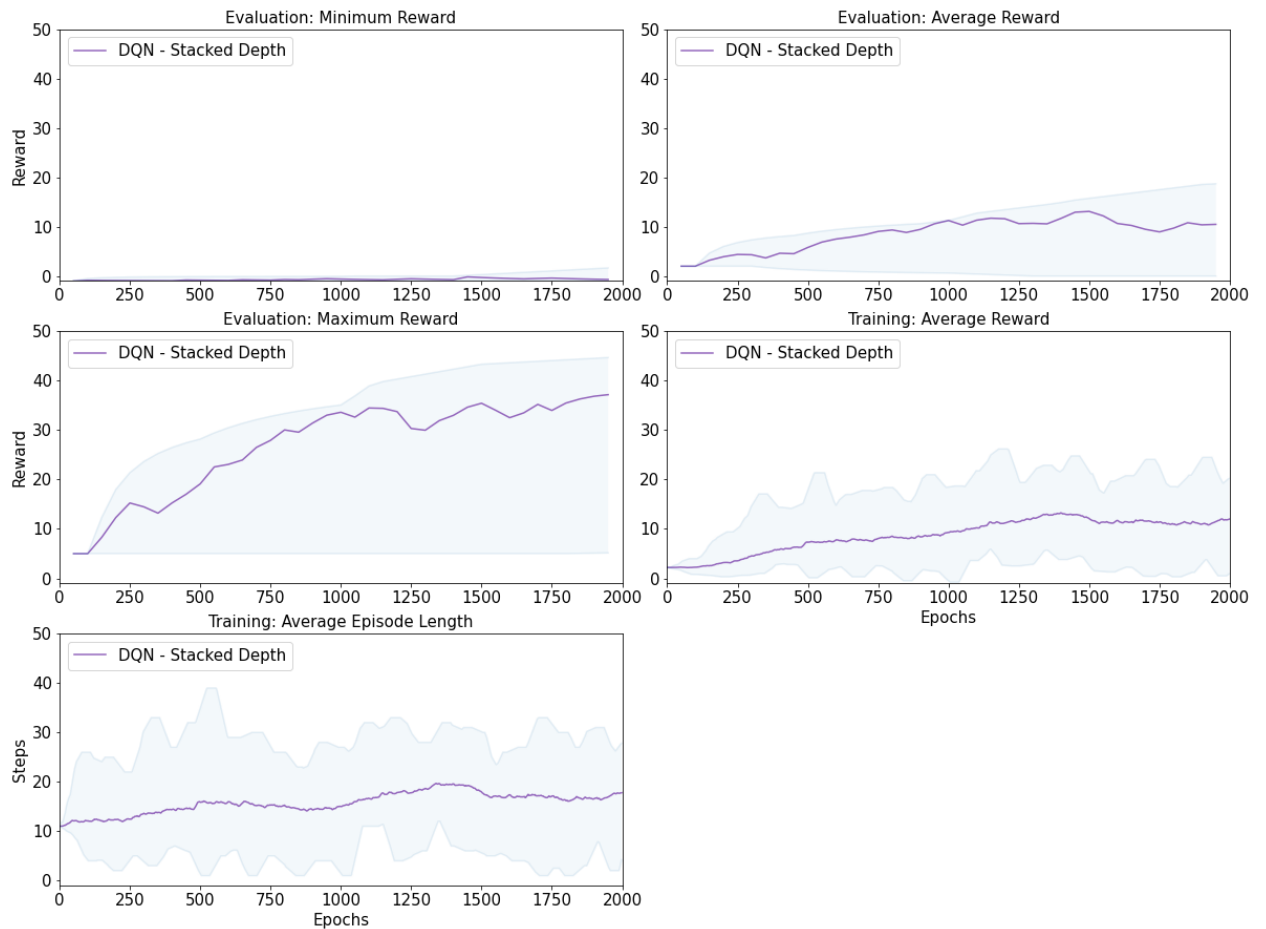 Evaluation: Minimum Reward
DQN - Stacked Depth
Reward
50
40
30
20
10
0
0 250 500 750 1000 1250 1500 1750 2000
Evaluation: Average Reward
DQN - Stacked Depth
50
40
30
20
10
0
0 250 500 750 1000 1250 1500 1750 2000
Evaluation: Maximum Reward
DQN - Stacked Depth
Reward
50
40
30
20
10
0
0 250 500 750 1000 1250 1500 1750 2000
Training: Average Reward
DQN - Stacked Depth
50
40
30
20
10
0
0 250 500 750 1000 1250 1500 1750 2000
Epochs
Training: Average Episode Length
DQN - Stacked Depth
Steps
50
40
30
20
10
0
0 250 500 750 1000 1250 1500 1750 2000
Epochs